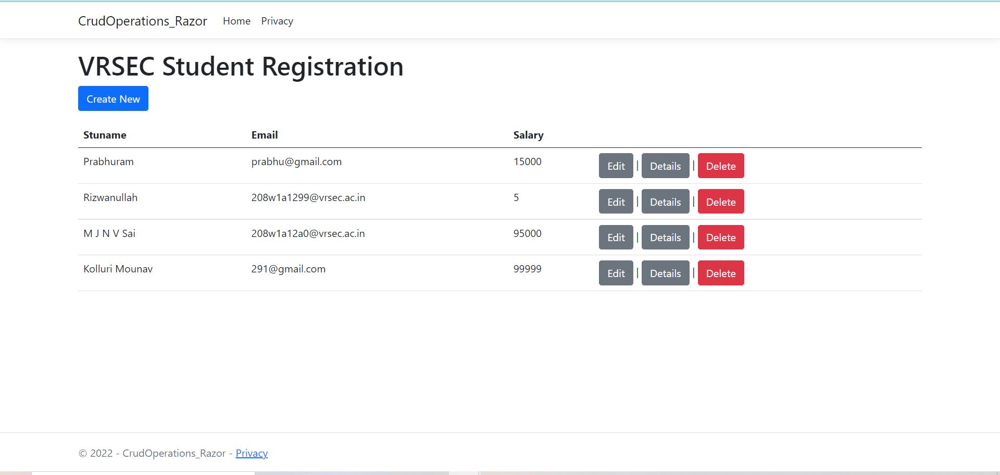 CrudOperations_Razor Home Privacy
VRSEC Student Registration
Create New
Stuname Email Salary
Prabhuram prabhu@gmail.com 15000 Edit | Details | Delete
Rizwanullah 208w1a1299@vrsec.ac.in 5 Edit | Details | Delete
M J N V Sai 208w1a12a0@vrsec.ac.in 95000 Edit | Details | Delete
Kolluri Mounav 291@gmail.com 99999 Edit | Details | Delete
© 2022 - CrudOperations_Razor - Privacy